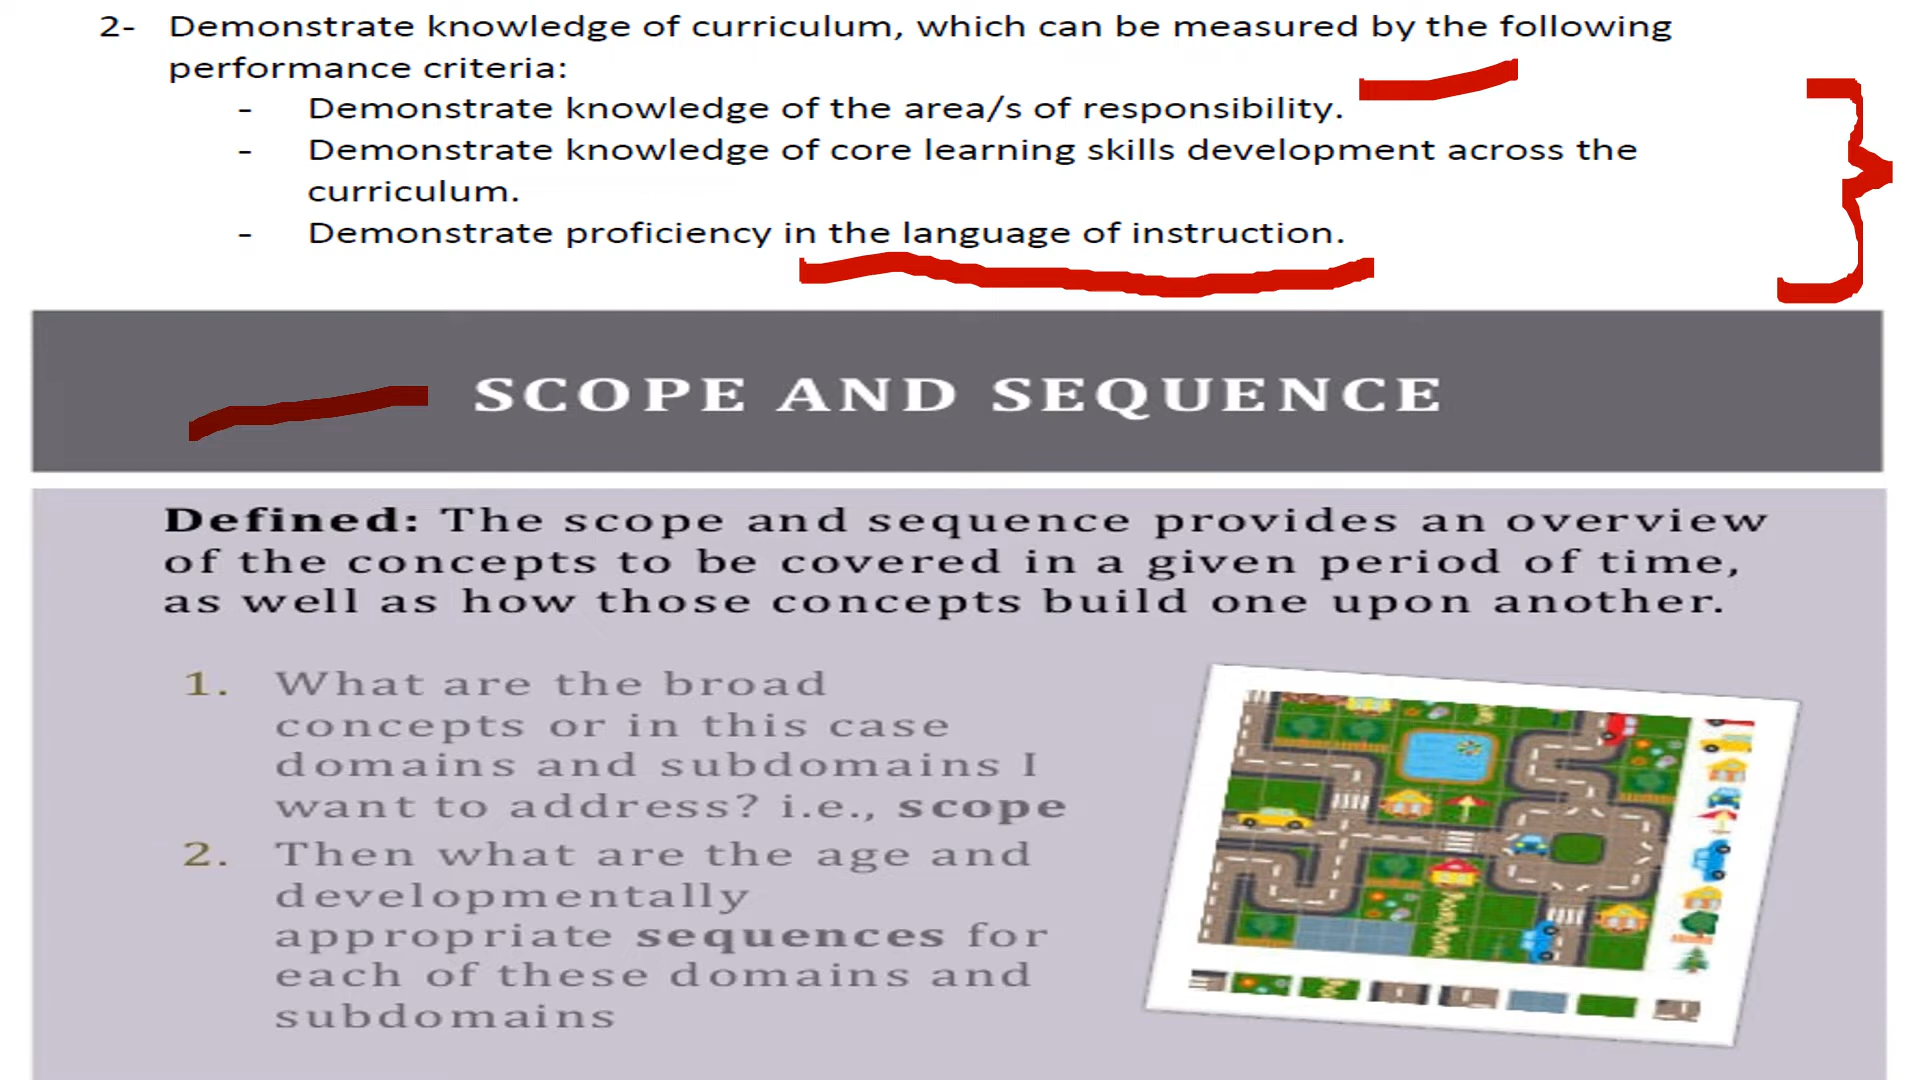 2- Demonstrate knowledge of curriculum, which can be measured by the following
performance criteria:
- Demonstrate knowledge of the area/s of responsibility.
- Demonstrate knowledge of core learning skills development across the
curriculum.
- Demonstrate proficiency in the language of instruction.
SCOPE AND SEQUENCE
Defined: The scope and sequence provides an overview
of the concepts to be covered in a given period of time,
as well as how those concepts build one upon another.
1. What are the broad
concepts or in this case
domains and subdomains I
want to address? i.e., scope
2. Then what are the age and
developmentally
appropriate sequences for
each of these domains and
subdomains